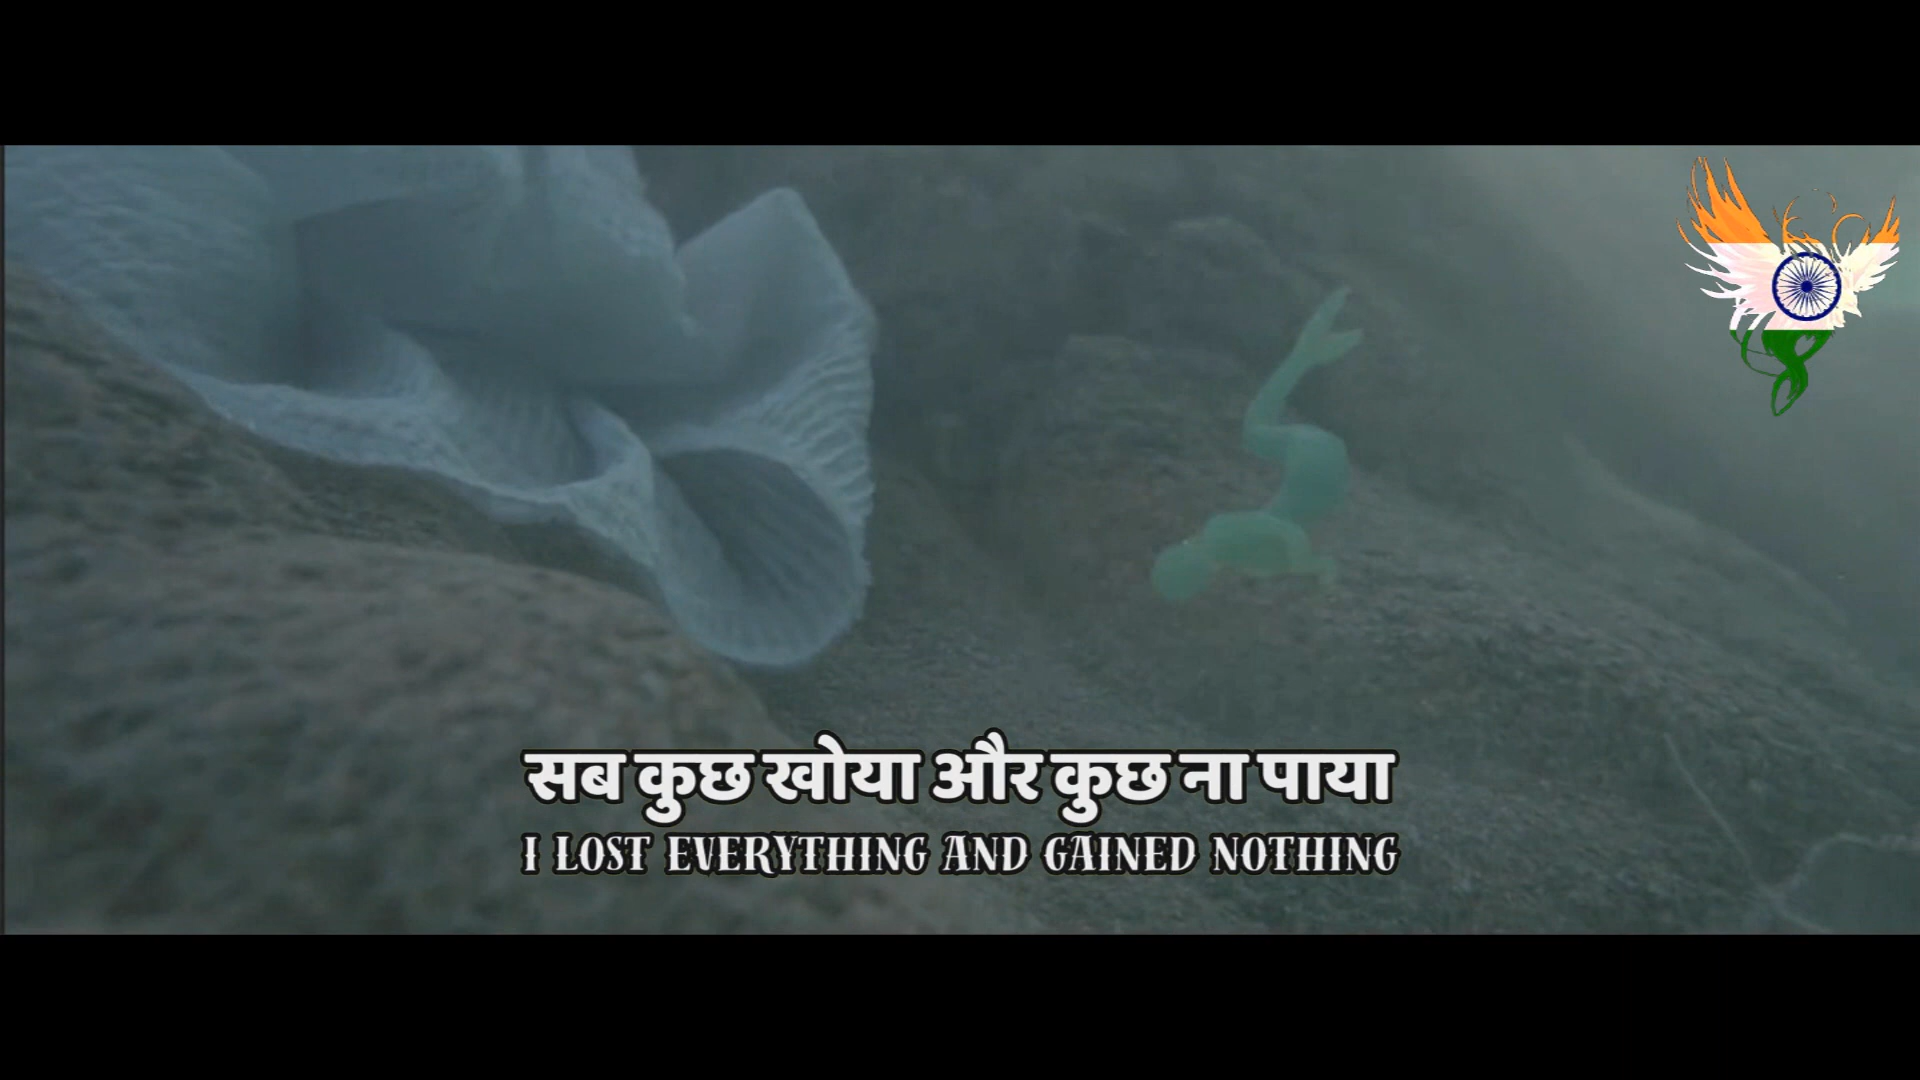 सब कुछ खोया और कुछ ना पाया
I LOST EVERYTHING AND GAINED NOTHING